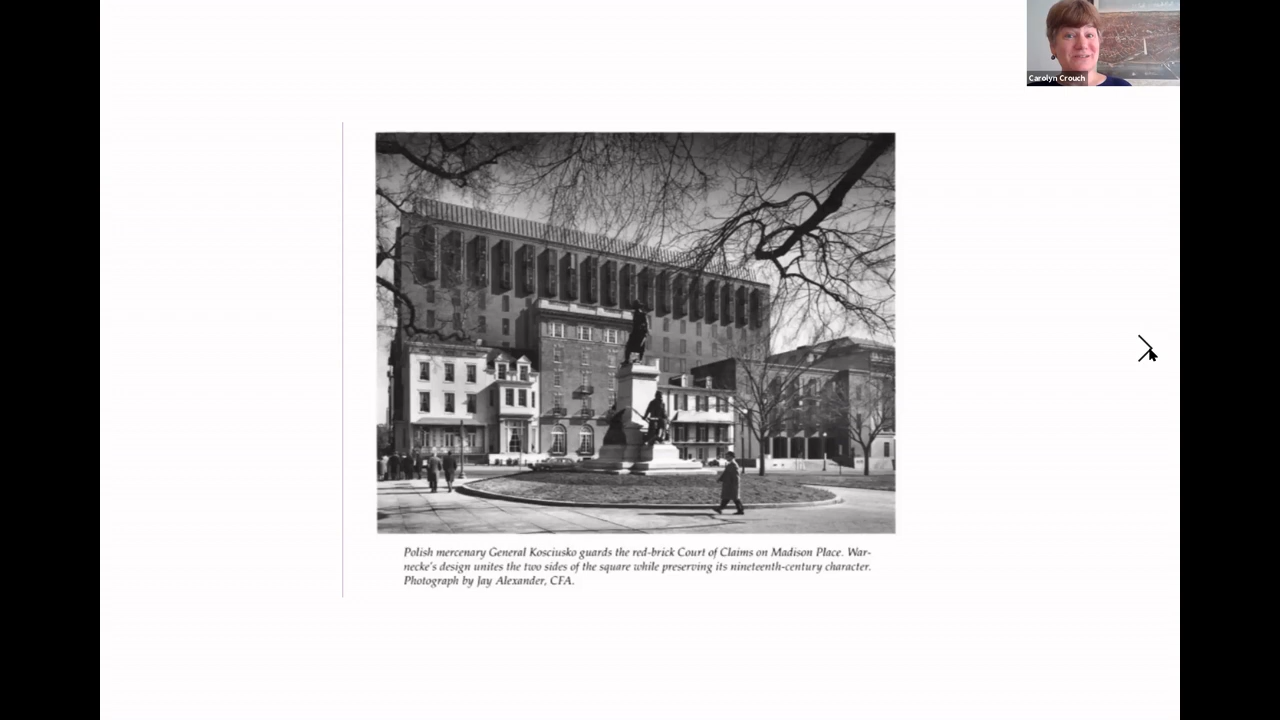 Carolyn Crouch
Polish mercenary General Kosciusko guards the red-brick Court of Claims on Madison Place. War-
necke's design unites the two sides of the square while preserving its nineteenth-century character.
Photograph by Jay Alexander, CFA.